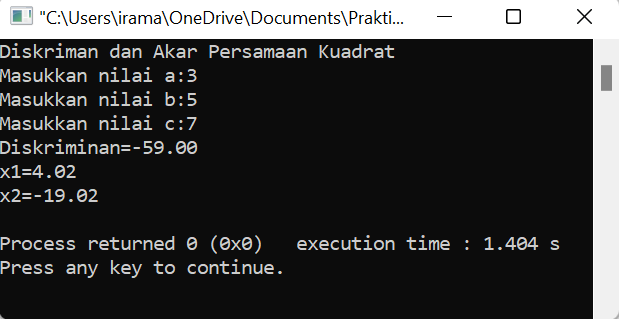 "C:\Users\irama\OneDrive\Documents\Prakti...
Diskriman dan Akar Persamaan Kuadrat
Masukkan nilai a:3
Masukkan nilai b:5
Masukkan nilai c:7
Diskriminan=-59.00
x1=4.02
x2=-19.02
Process returned 0 (0x0)   execution time : 1.404 s
Press any key to continue.